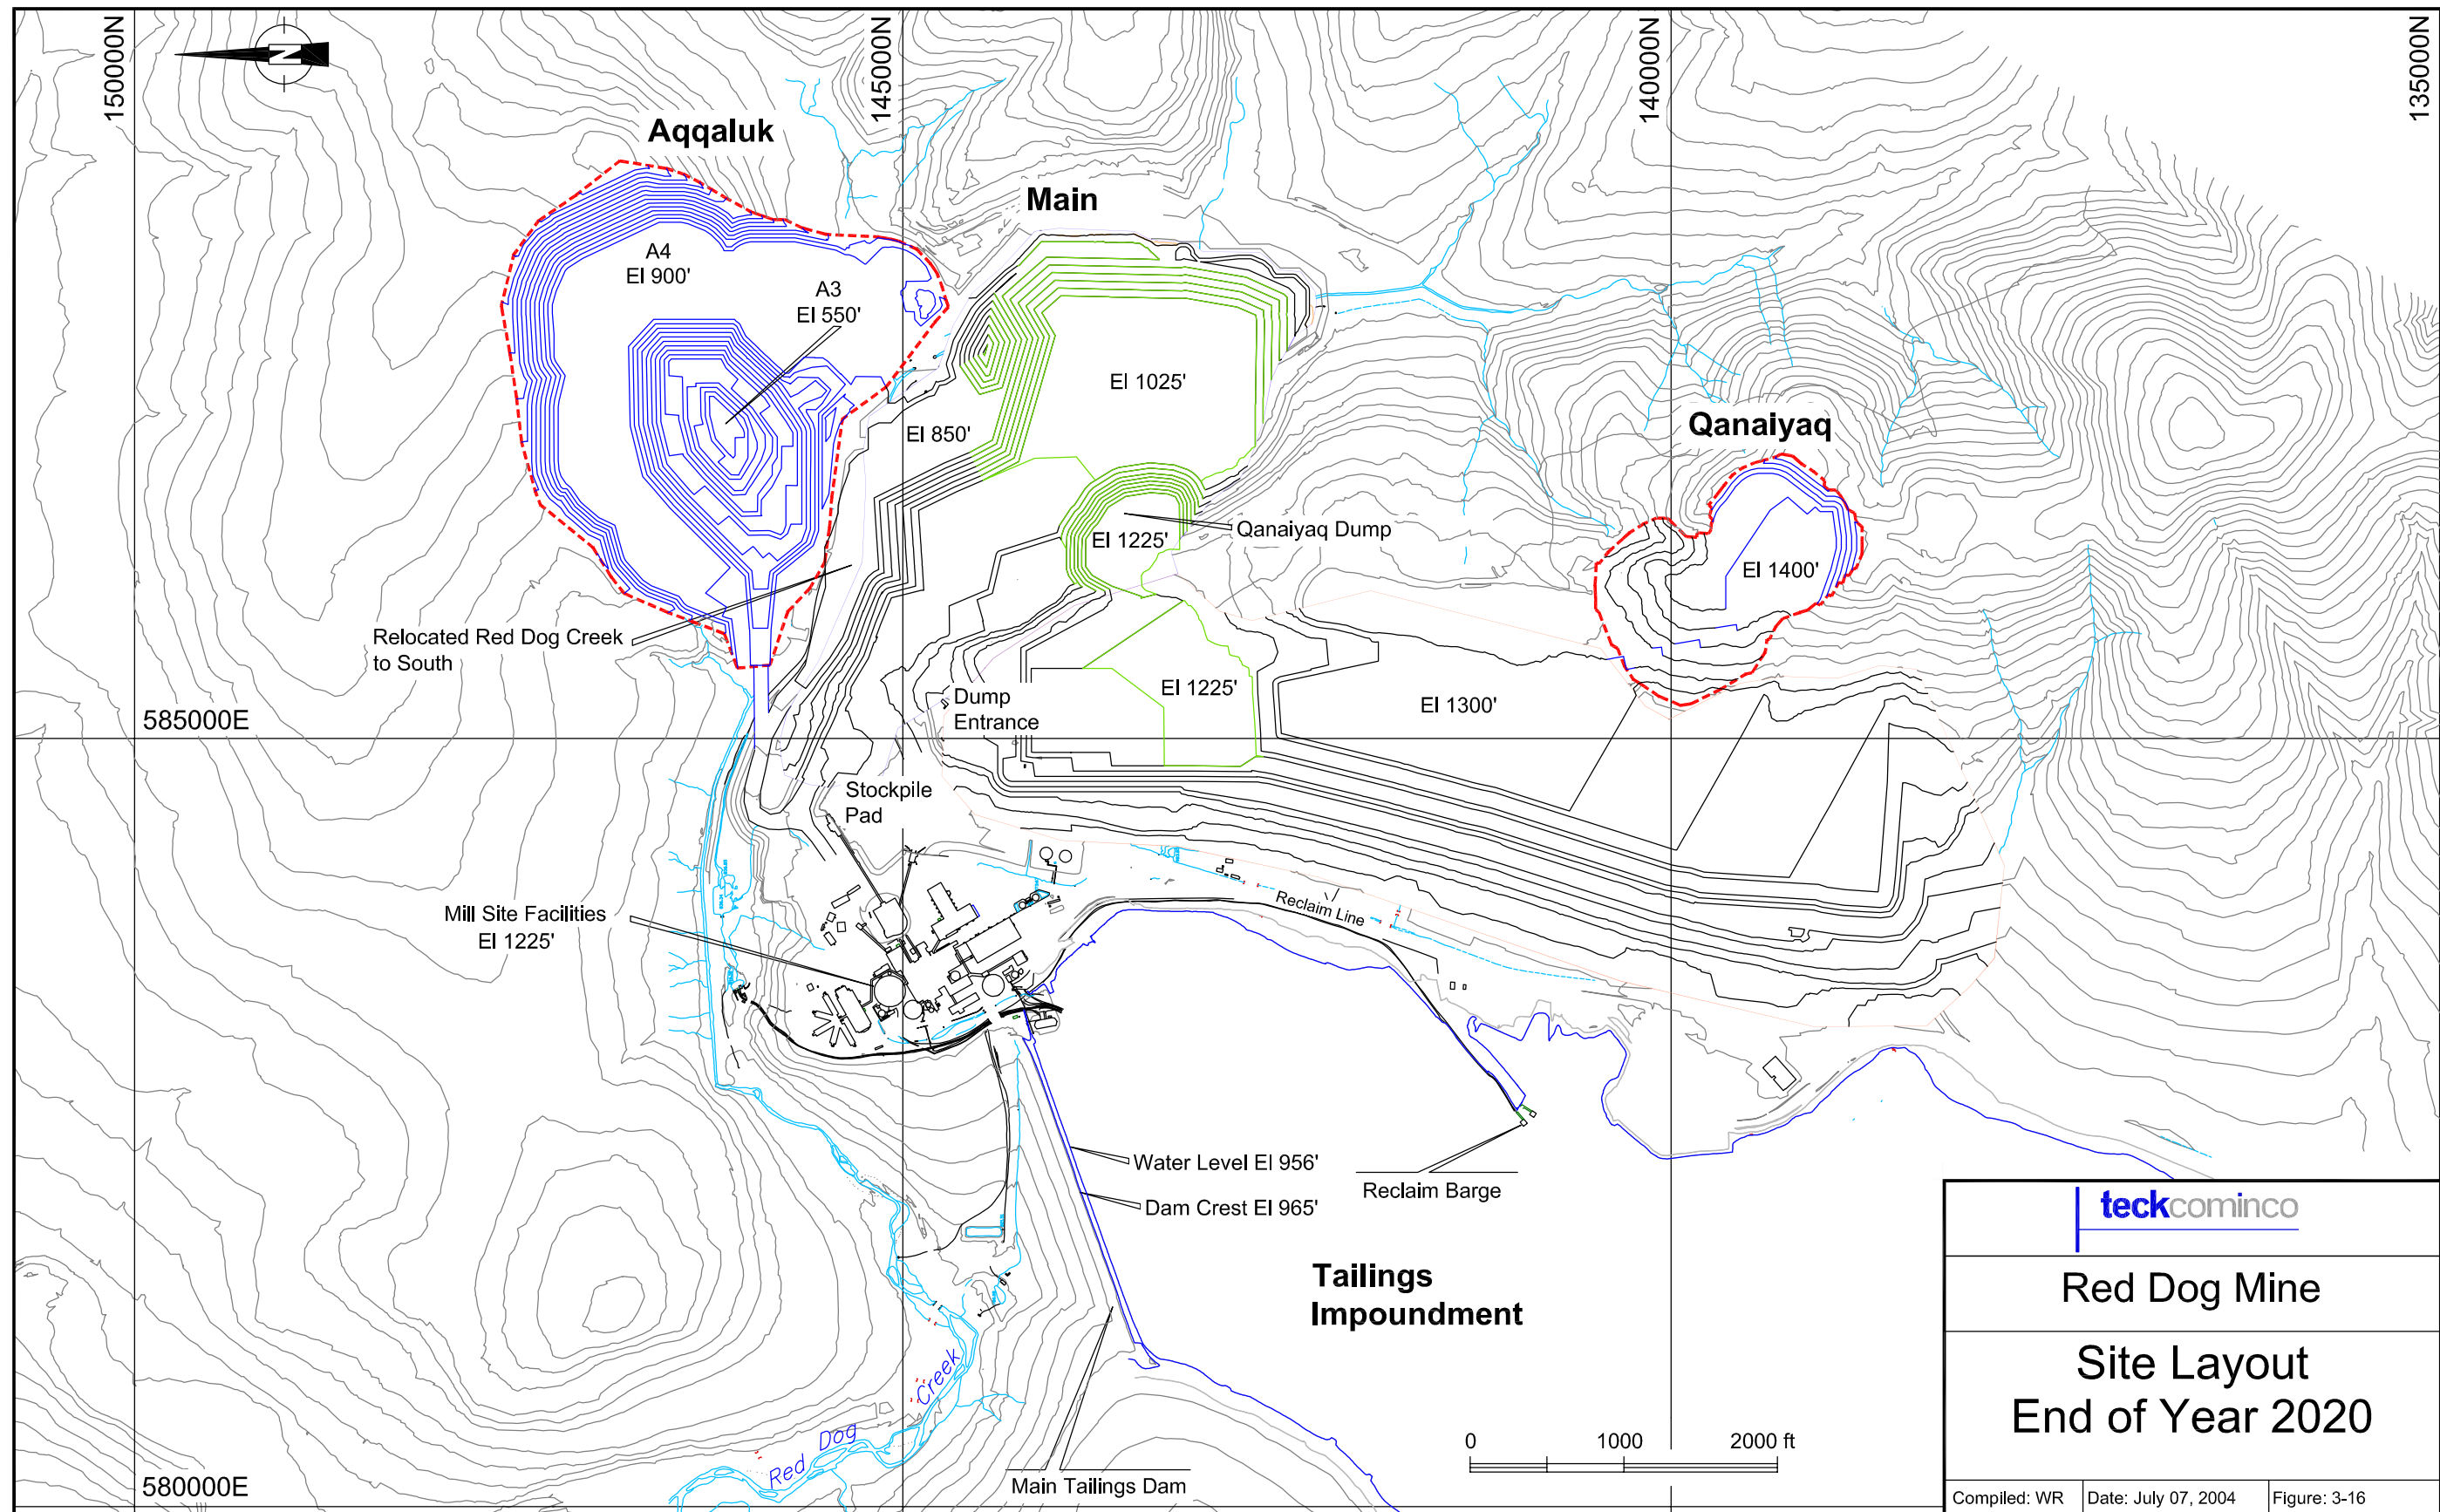 150000N
145000N
140000N
135000N
N
Aqqaluk
Main
A4
El 900'
A3
El 550'
El 1025'
El 850'
Qanaiyaq
Qanaiyaq Dump
El 1225'
El 1400'
Relocated Red Dog Creek
to South
El 1225'
Dump
Entrance
El 1300'
585000E
Stockpile
Pad
Mill Site Facilities
El 1225'
Reclaim Line
Water Level El 956'
Dam Crest El 965'
Reclaim Barge
Tailings
Impoundment
Red Dog Creek
Main Tailings Dam
580000E
0 1000 2000 ft
teckcominco
Red Dog Mine
Site Layout
End of Year 2020
Compiled: WR
Date: July 07, 2004
Figure: 3-16